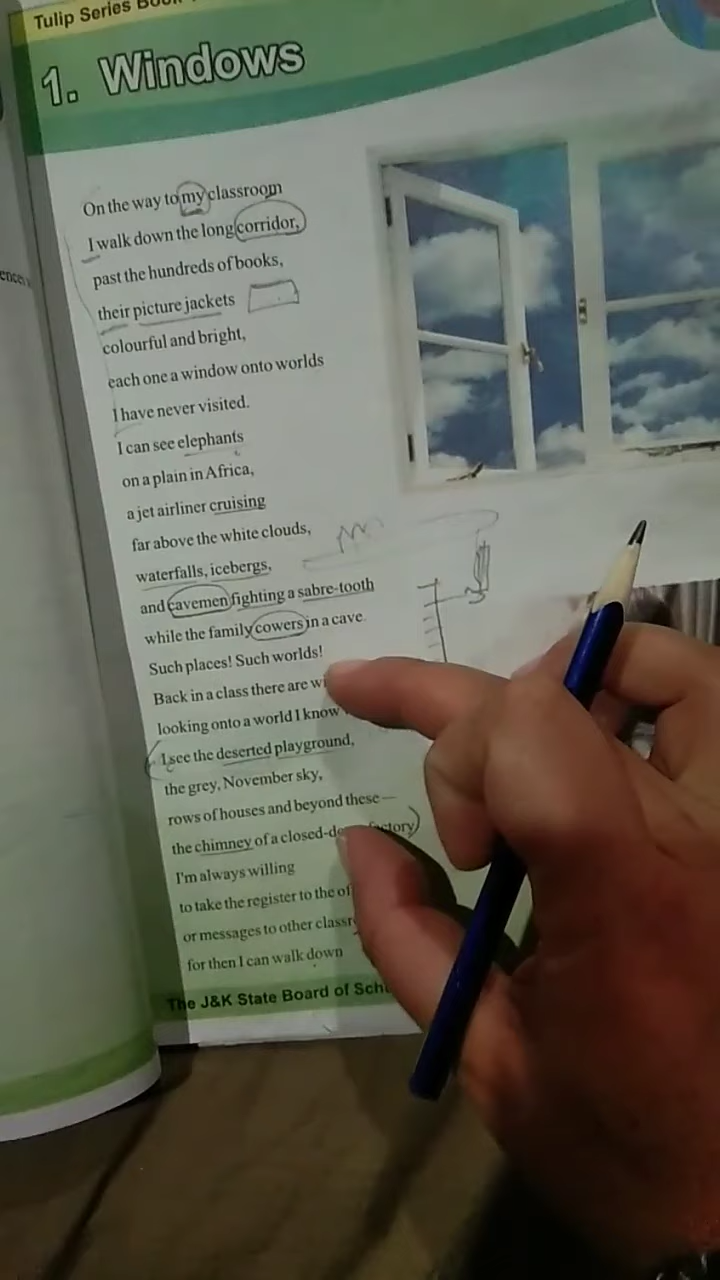 Tulip Series
1. Windows
On the way to my classroom
I walk down the long corridor,
past the hundreds of books,
their picture jackets
colourful and bright,
each one a window onto worlds
I have never visited.
I can see elephants
on a plain in Africa,
a jet airliner cruising
far above the white clouds,
waterfalls, icebergs,
and cavemen fighting a sabre-tooth
while the family cowers in a cave.
Such places! Such worlds!
Back in a class there are
looking onto a world I know
I see the deserted playground,
the grey, November sky,
rows of houses and beyond these—
the chimney of a closed-
I'm always willing
to take the register to the
or messages to other
for then I can walk down
The J&K State Board of